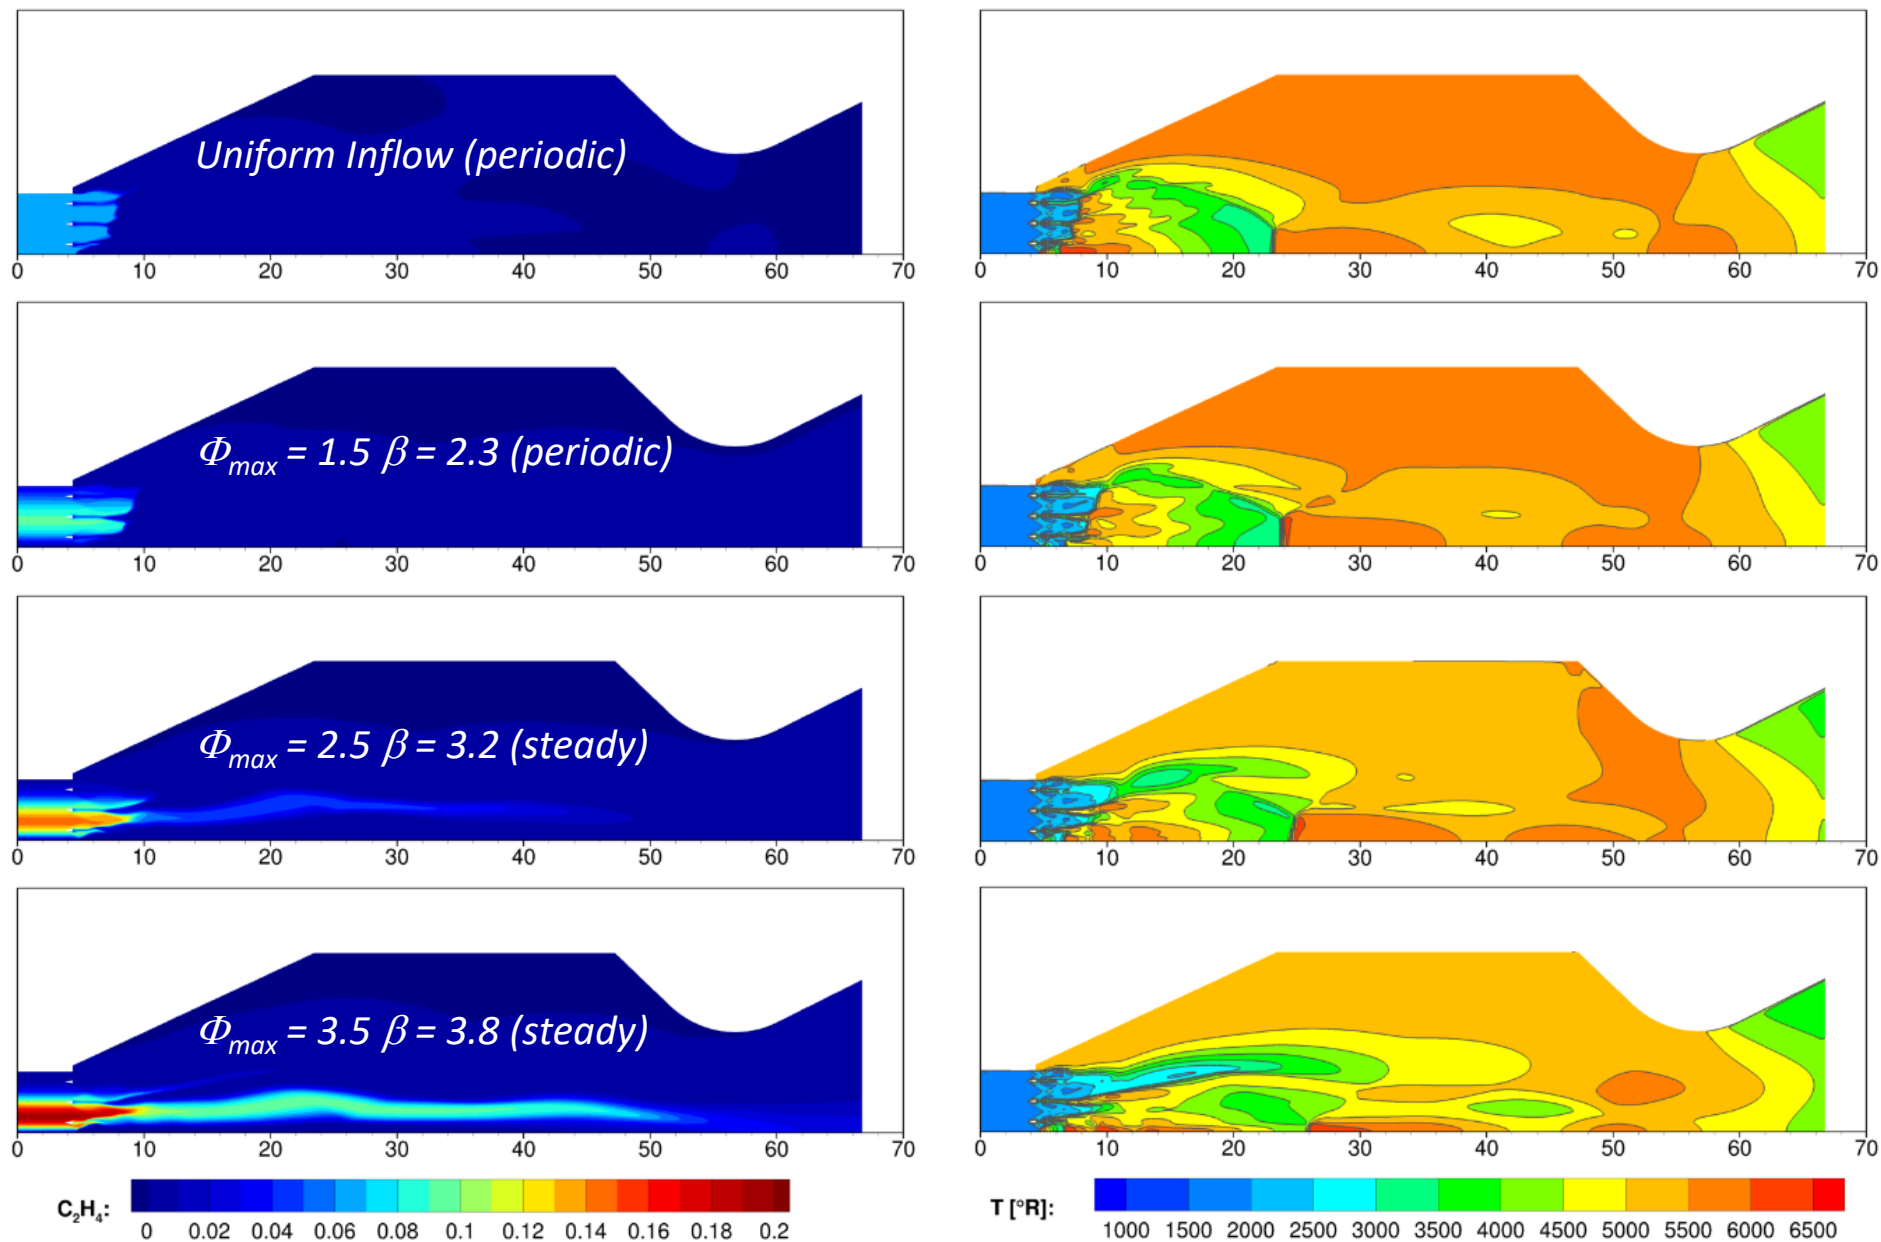 Uniform Inflow (periodic)
0 10 20 30 40 50 60 70
0 10 20 30 40 50 60 70
Φmax = 1.5 β = 2.3 (periodic)
0 10 20 30 40 50 60 70
0 10 20 30 40 50 60 70
Φmax = 2.5 β = 3.2 (steady)
0 10 20 30 40 50 60 70
0 10 20 30 40 50 60 70
Φmax = 3.5 β = 3.8 (steady)
0 10 20 30 40 50 60 70
0 10 20 30 40 50 60 70
C₂H₄:
0 0.02 0.04 0.06 0.08 0.1 0.12 0.14 0.16 0.18 0.2
T [°R]:
1000 1500 2000 2500 3000 3500 4000 4500 5000 5500 6000 6500